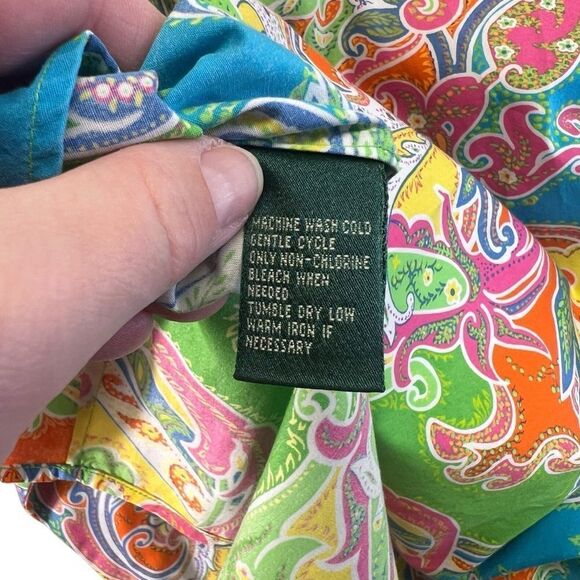 MACHINE WASH COLD
GENTLE CYCLE
ONLY NON-CHLORINE
BLEACH WHEN
NEEDED
TUMBLE DRY LOW
WARM IRON IF
NECESSARY